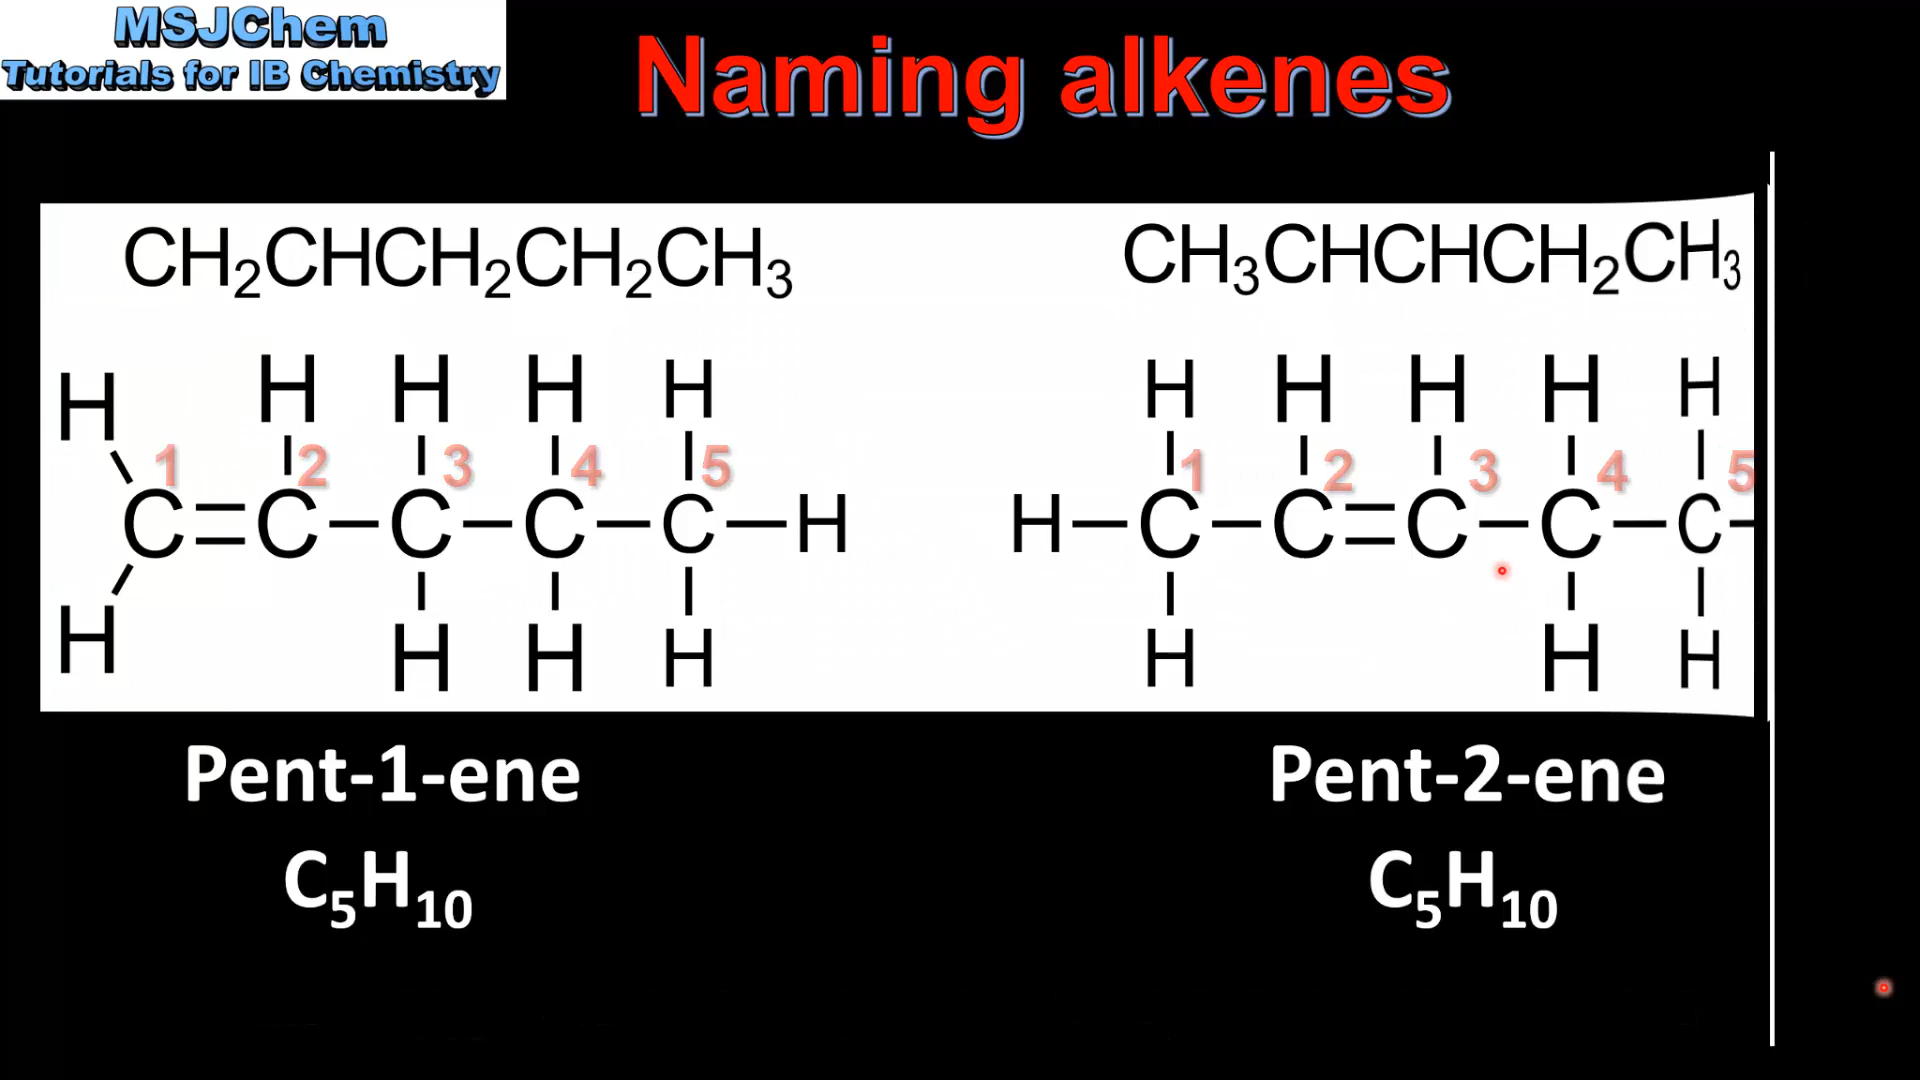 MSJChem
Tutorials for IB Chemistry
Naming alkenes
CH₂CHCH₂CH₂CH₃
CH₃CHCHCH₂CH₃
H H H H H
1 2 3 4 5
C=C–C–C–C–H
H H H H
H H H H H
1 2 3 4 5
H–C–C=C–C–C–
H H H
Pent-1-ene
C₅H₁₀
Pent-2-ene
C₅H₁₀